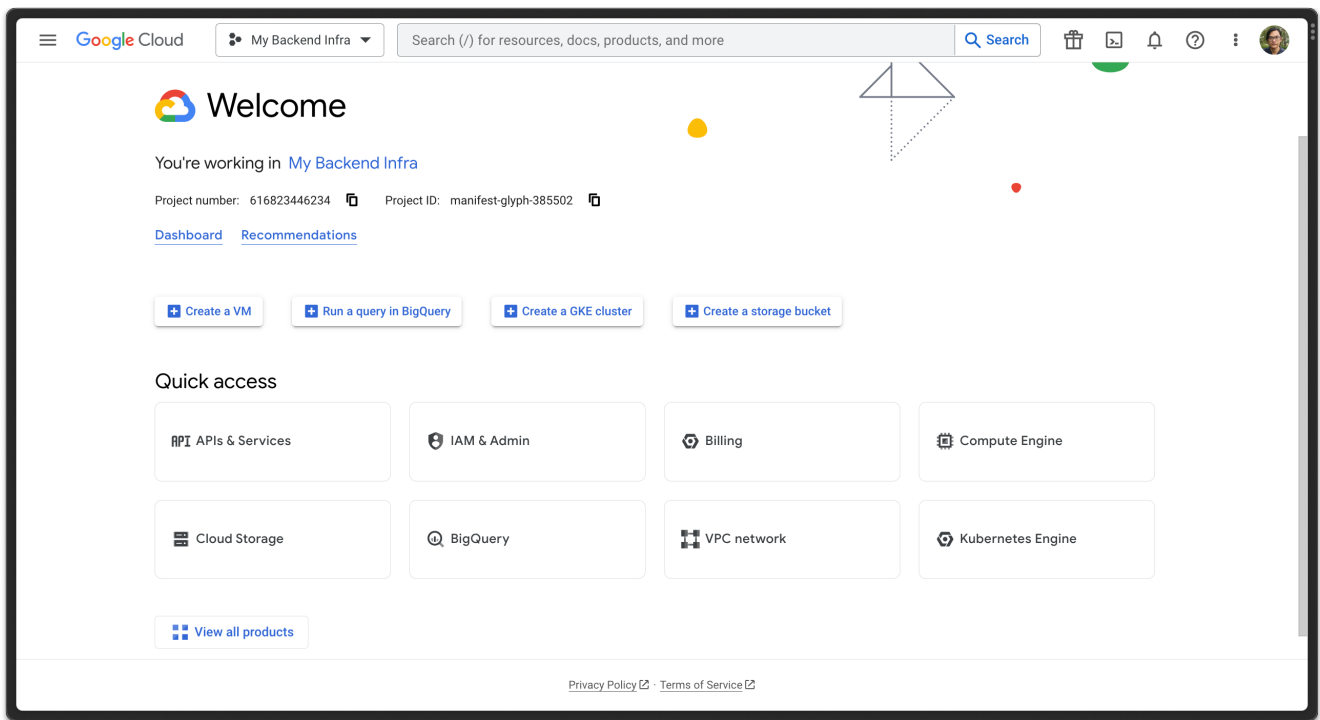 Google Cloud
My Backend Infra
Search (/) for resources, docs, products, and more
Search
Welcome
You're working in My Backend Infra
Project number: 616823446234 Project ID: manifest-glyph-385502
Dashboard Recommendations
Create a VM
Run a query in BigQuery
Create a GKE cluster
Create a storage bucket
Quick access
API APIs & Services
IAM & Admin
Billing
Compute Engine
Cloud Storage
BigQuery
VPC network
Kubernetes Engine
View all products
Privacy Policy · Terms of Service